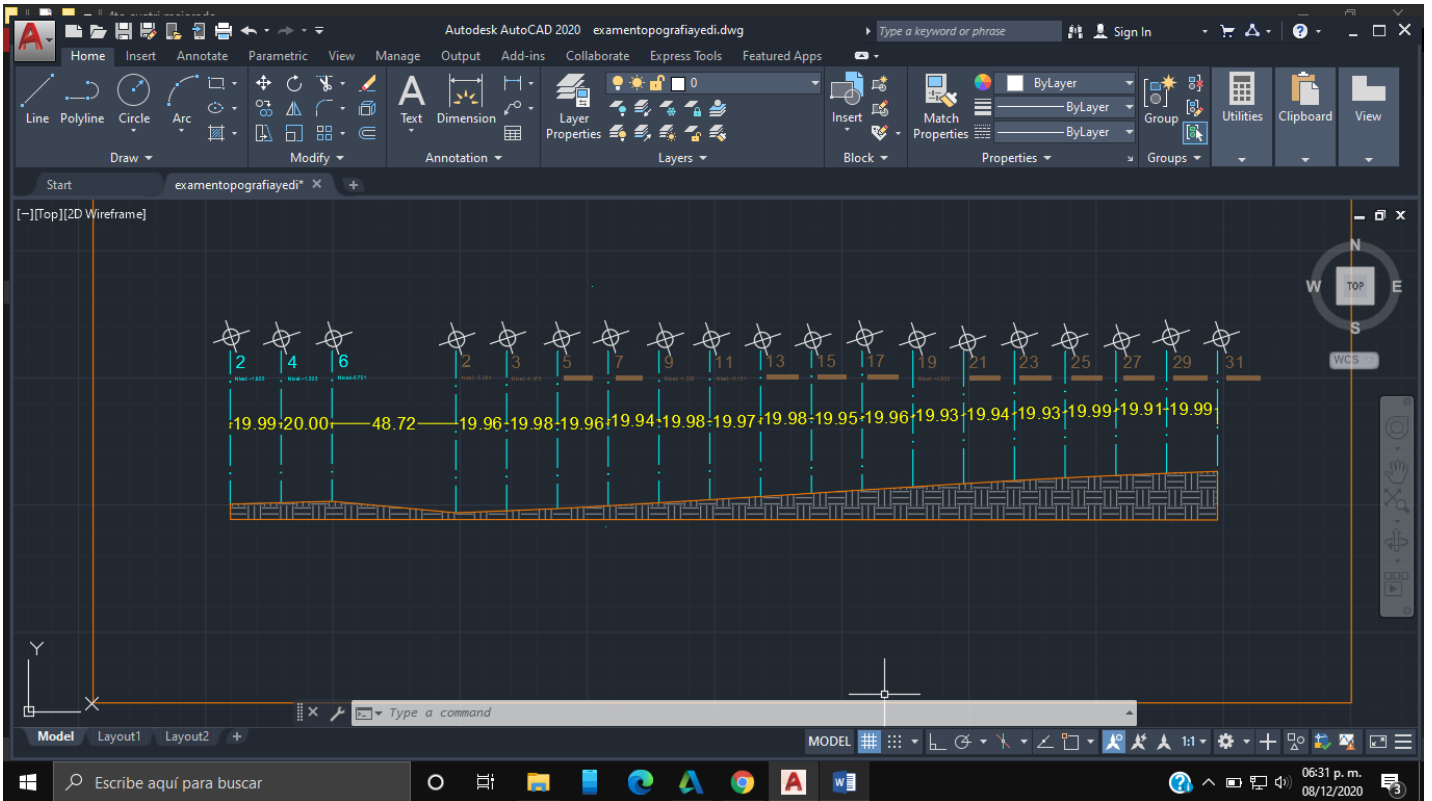 Autodesk AutoCAD 2020 examentopografiayedi.dwg
Type a keyword or phrase
Sign In
Home Insert Annotate Parametric View Manage Output Add-ins Collaborate Express Tools Featured Apps
0
ByLayer
ByLayer
ByLayer
Line Polyline Circle Arc
Text Dimension
Layer Properties
Insert
Match Properties
Group
Utilities
Clipboard
View
Draw Modify Annotation Layers Block Properties Groups
Start examentopografiayedi* +
[−][Top][2D Wireframe]
N
W TOP E
S
WCS
2 4 6 2 3 5 7 9 11 13 15 17 19 21 23 25 27 29 31
19.99 20.00 48.72 19.96 19.98 19.96 19.94 19.98 19.97 19.98 19.95 19.96 19.93 19.94 19.93 19.99 19.91 19.99
Y
Type a command
Model Layout1 Layout2 +
MODEL 1:1
Escribe aquí para buscar
06:31 p. m.
08/12/2020
3